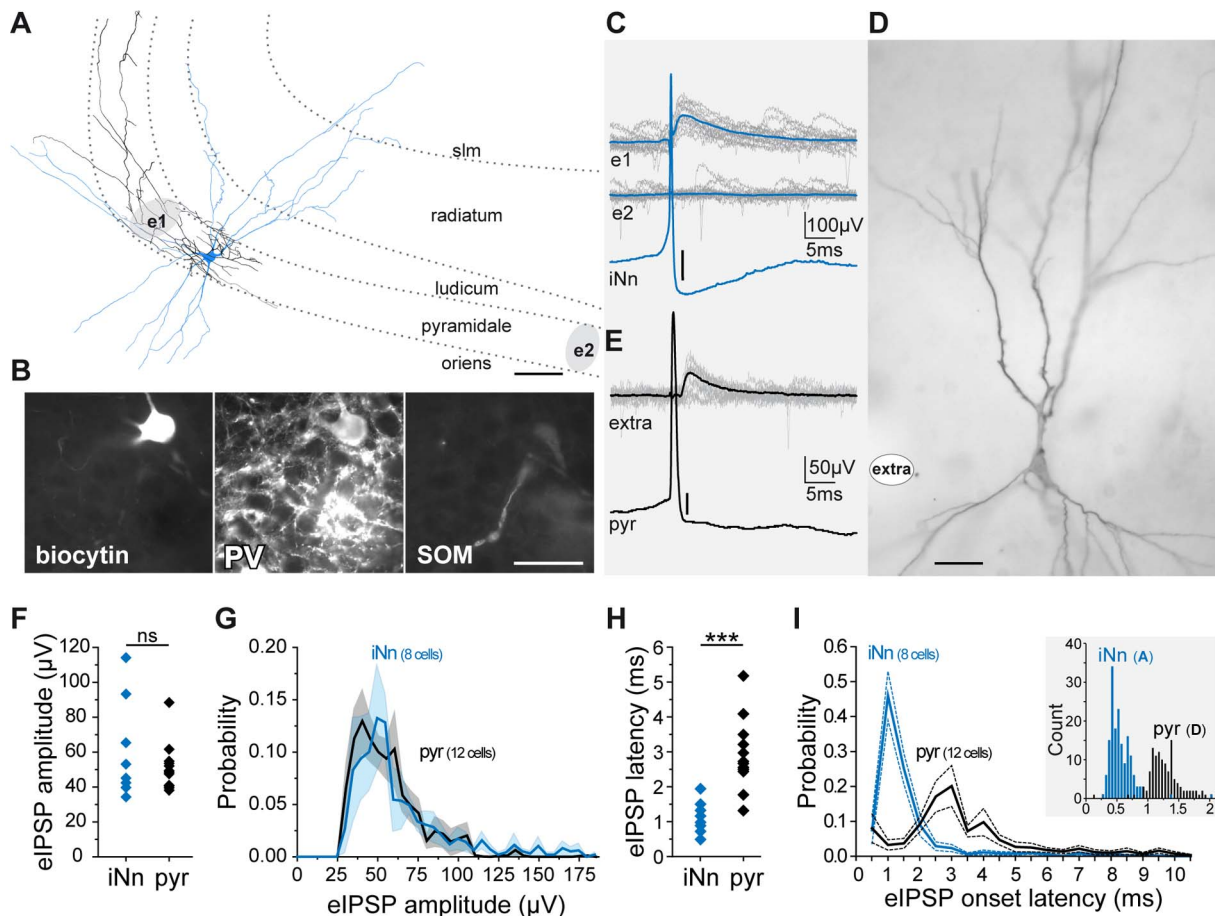 A
slm
e1
radiatum
ludicum
pyramidale
oriens
e2
B
biocytin
PV
SOM
C
e1
e2
100µV
5ms
iNn
E
extra
50µV
5ms
pyr
D
extra
F
ns
eIPSP amplitude (µV)
120
100
80
60
40
20
0
iNn pyr
G
iNn (8 cells)
pyr (12 cells)
Probability
0.20
0.15
0.10
0.05
0.00
0 25 50 75 100 125 150 175
eIPSP amplitude (µV)
H
***
eIPSP latency (ms)
6
5
4
3
2
1
0
iNn pyr
I
iNn (8 cells)
pyr (12 cells)
Probability
0.6
0.5
0.4
0.3
0.2
0.1
0.0
0 1 2 3 4 5 6 7 8 9 10
eIPSP onset latency (ms)
iNn (A)
pyr (D)
Count
40
30
20
10
0
0 0.5 1 1.5 2